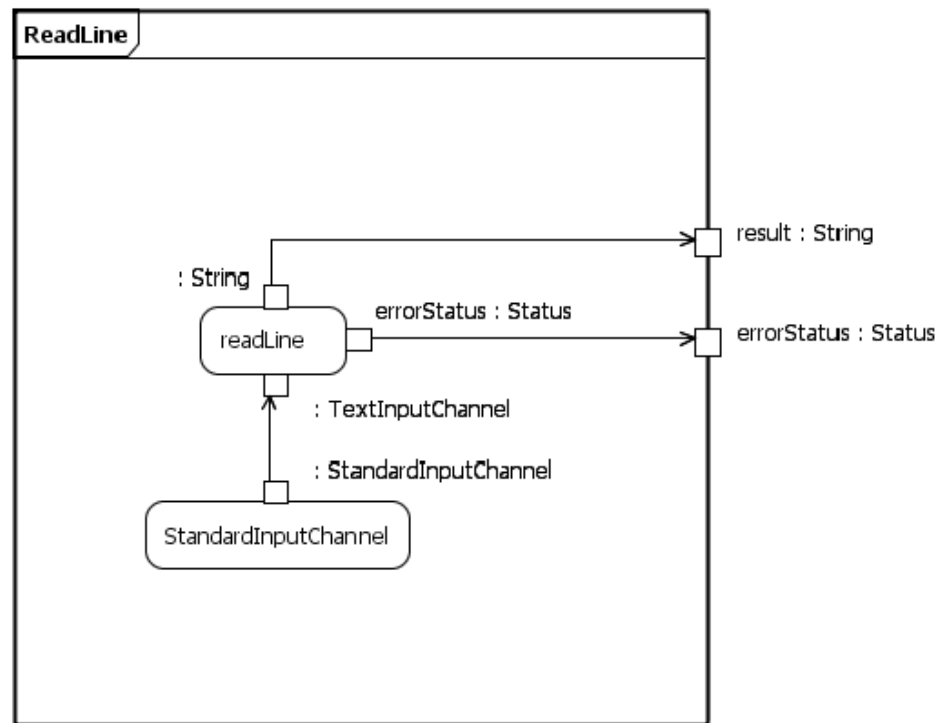 ReadLine
result : String
: String
errorStatus : Status
errorStatus : Status
readLine
: TextInputChannel
: StandardInputChannel
StandardInputChannel